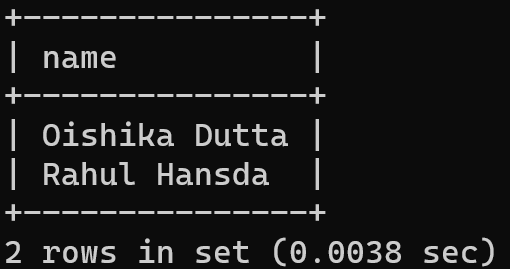 +---------------+
| name          |
+---------------+
| Oishika Dutta |
| Rahul Hansda  |
+---------------+
2 rows in set (0.0038 sec)